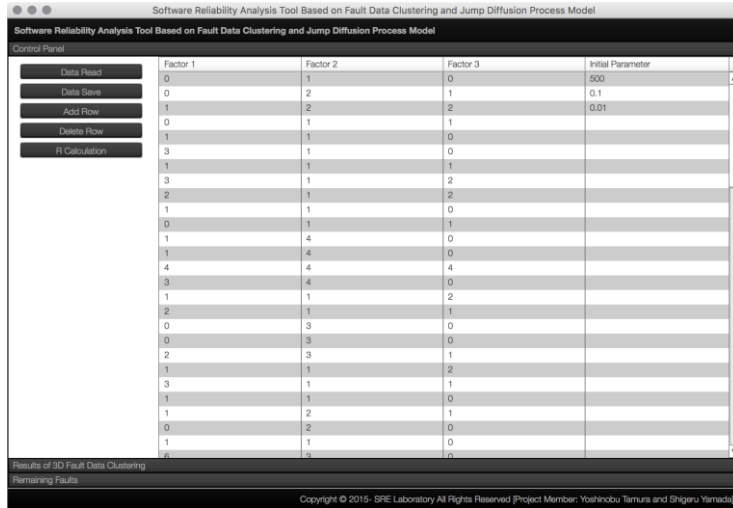 Software Reliability Analysis Tool Based on Fault Data Clustering and Jump Diffusion Process Model
Software Reliability Analysis Tool Based on Fault Data Clustering and Jump Diffusion Process Model
Control Panel
Data Read
Data Save
Add Row
Delete Row
R Calculation
Factor 1 Factor 2 Factor 3 Initial Parameter
0 1 0 500
0 2 1 0.1
1 2 2 0.01
0 1 1
1 1 0
3 1 0
1 1 1
3 1 2
2 1 2
1 1 0
0 1 1
1 4 0
1 4 0
4 4 4
3 4 0
1 1 2
2 1 1
0 3 0
0 3 0
2 3 1
1 1 2
3 1 1
1 1 0
1 2 1
0 2 0
1 1 0
6 3 0
Results of 3D Fault Data Clustering
Remaining Faults
Copyright © 2015- SRE Laboratory All Rights Reserved [Project Member: Yoshinobu Tamura and Shigeru Yamada]